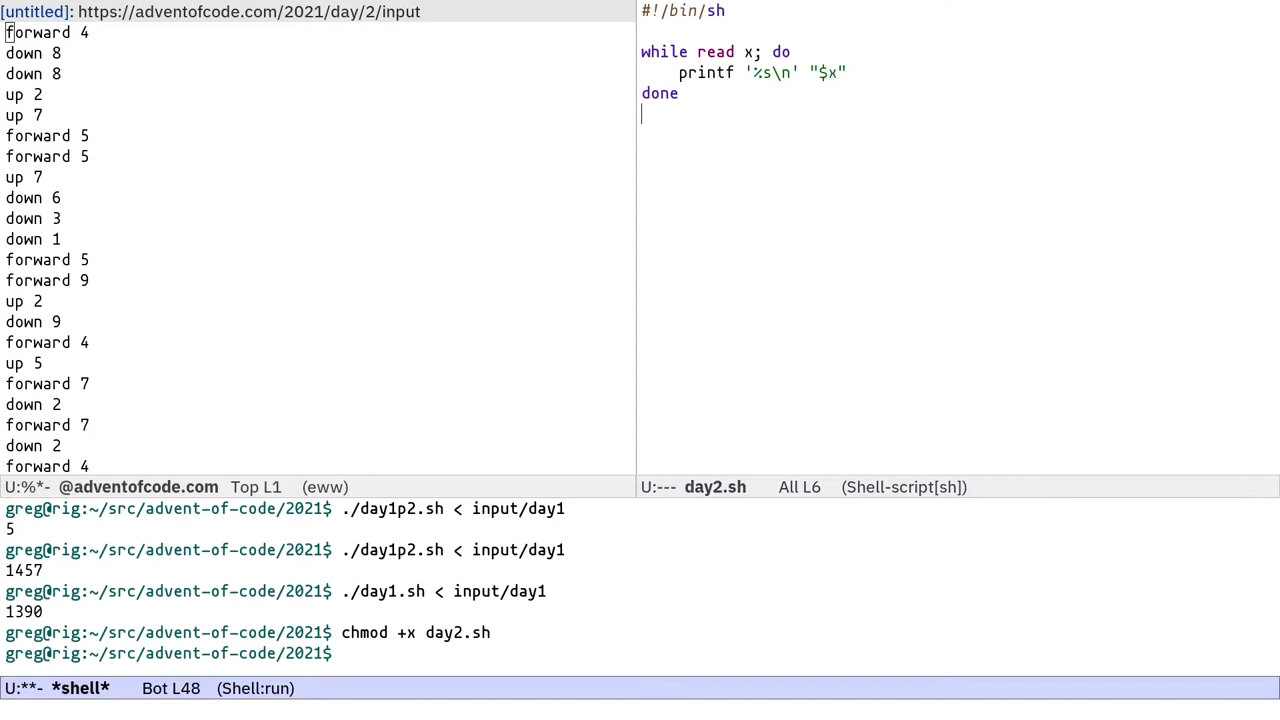 [untitled]: https://adventofcode.com/2021/day/2/input
forward 4
down 8
down 8
up 2
up 7
forward 5
forward 5
up 7
down 6
down 3
down 1
forward 5
forward 9
up 2
down 9
forward 4
up 5
forward 7
down 2
forward 7
down 2
forward 4
U:%*- @adventofcode.com Top L1 (eww)
#!/bin/sh
while read x; do
    printf '%s\n' "$x"
done
U:--- day2.sh All L6 (Shell-script[sh])
greg@rig:~/src/advent-of-code/2021$ ./day1p2.sh < input/day1
5
greg@rig:~/src/advent-of-code/2021$ ./day1p2.sh < input/day1
1457
greg@rig:~/src/advent-of-code/2021$ ./day1.sh < input/day1
1390
greg@rig:~/src/advent-of-code/2021$ chmod +x day2.sh
greg@rig:~/src/advent-of-code/2021$
U:**- *shell* Bot L48 (Shell:run)